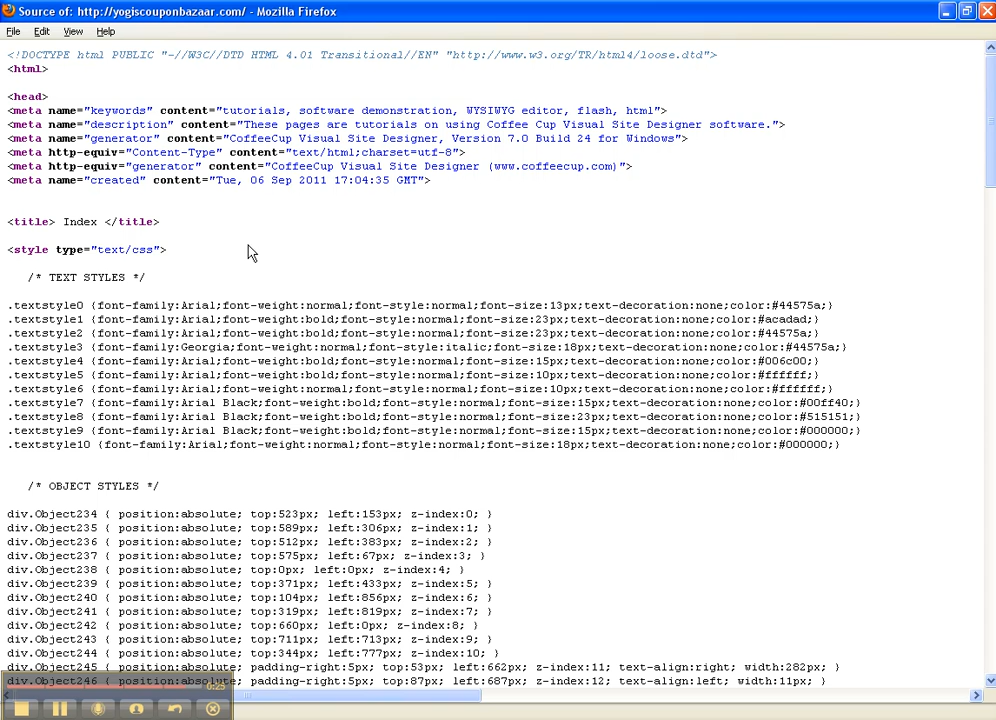 Source of: http://yogiscouponbazaar.com/ - Mozilla Firefox
File Edit View Help
<!DOCTYPE html PUBLIC "-//W3C//DTD HTML 4.01 Transitional//EN" "http://www.w3.org/TR/html4/loose.dtd">
<html>
<head>
<meta name="keywords" content="tutorials, software demonstration, WYSIWYG editor, flash, html">
<meta name="description" content="These pages are tutorials on using Coffee Cup Visual Site Designer software.">
<meta name="generator" content="CoffeeCup Visual Site Designer, Version 7.0 Build 24 for Windows">
<meta http-equiv="Content-Type" content="text/html;charset=utf-8">
<meta http-equiv="generator" content="CoffeeCup Visual Site Designer (www.coffeecup.com)">
<meta name="created" content="Tue, 06 Sep 2011 17:04:35 GMT">
<title> Index </title>
<style type="text/css">
/* TEXT STYLES */
.textstyle0 {font-family:Arial;font-weight:normal;font-style:normal;font-size:13px;text-decoration:none;color:#44575a;}
.textstyle1 {font-family:Arial;font-weight:bold;font-style:normal;font-size:23px;text-decoration:none;color:#acadad;}
.textstyle2 {font-family:Arial;font-weight:bold;font-style:normal;font-size:23px;text-decoration:none;color:#44575a;}
.textstyle3 {font-family:Georgia;font-weight:normal;font-style:italic;font-size:18px;text-decoration:none;color:#44575a;}
.textstyle4 {font-family:Arial;font-weight:bold;font-style:normal;font-size:15px;text-decoration:none;color:#006c00;}
.textstyle5 {font-family:Arial;font-weight:bold;font-style:normal;font-size:10px;text-decoration:none;color:#ffffff;}
.textstyle6 {font-family:Arial;font-weight:normal;font-style:normal;font-size:10px;text-decoration:none;color:#ffffff;}
.textstyle7 {font-family:Arial Black;font-weight:bold;font-style:normal;font-size:15px;text-decoration:none;color:#00ff40;}
.textstyle8 {font-family:Arial Black;font-weight:bold;font-style:normal;font-size:23px;text-decoration:none;color:#515151;}
.textstyle9 {font-family:Arial Black;font-weight:bold;font-style:normal;font-size:15px;text-decoration:none;color:#000000;}
.textstyle10 {font-family:Arial;font-weight:normal;font-style:normal;font-size:18px;text-decoration:none;color:#000000;}
/* OBJECT STYLES */
div.Object234 { position:absolute; top:523px; left:153px; z-index:0; }
div.Object235 { position:absolute; top:589px; left:306px; z-index:1; }
div.Object236 { position:absolute; top:512px; left:383px; z-index:2; }
div.Object237 { position:absolute; top:575px; left:67px; z-index:3; }
div.Object238 { position:absolute; top:0px; left:0px; z-index:4; }
div.Object239 { position:absolute; top:371px; left:433px; z-index:5; }
div.Object240 { position:absolute; top:104px; left:856px; z-index:6; }
div.Object241 { position:absolute; top:319px; left:819px; z-index:7; }
div.Object242 { position:absolute; top:660px; left:0px; z-index:8; }
div.Object243 { position:absolute; top:711px; left:713px; z-index:9; }
div.Object244 { position:absolute; top:344px; left:777px; z-index:10; }
div.Object245 { position:absolute; padding-right:5px; top:53px; left:662px; z-index:11; text-align:right; width:282px; }
div.Object246 { position:absolute; padding-right:5px; top:87px; left:687px; z-index:12; text-align:left; width:11px; }
0:25